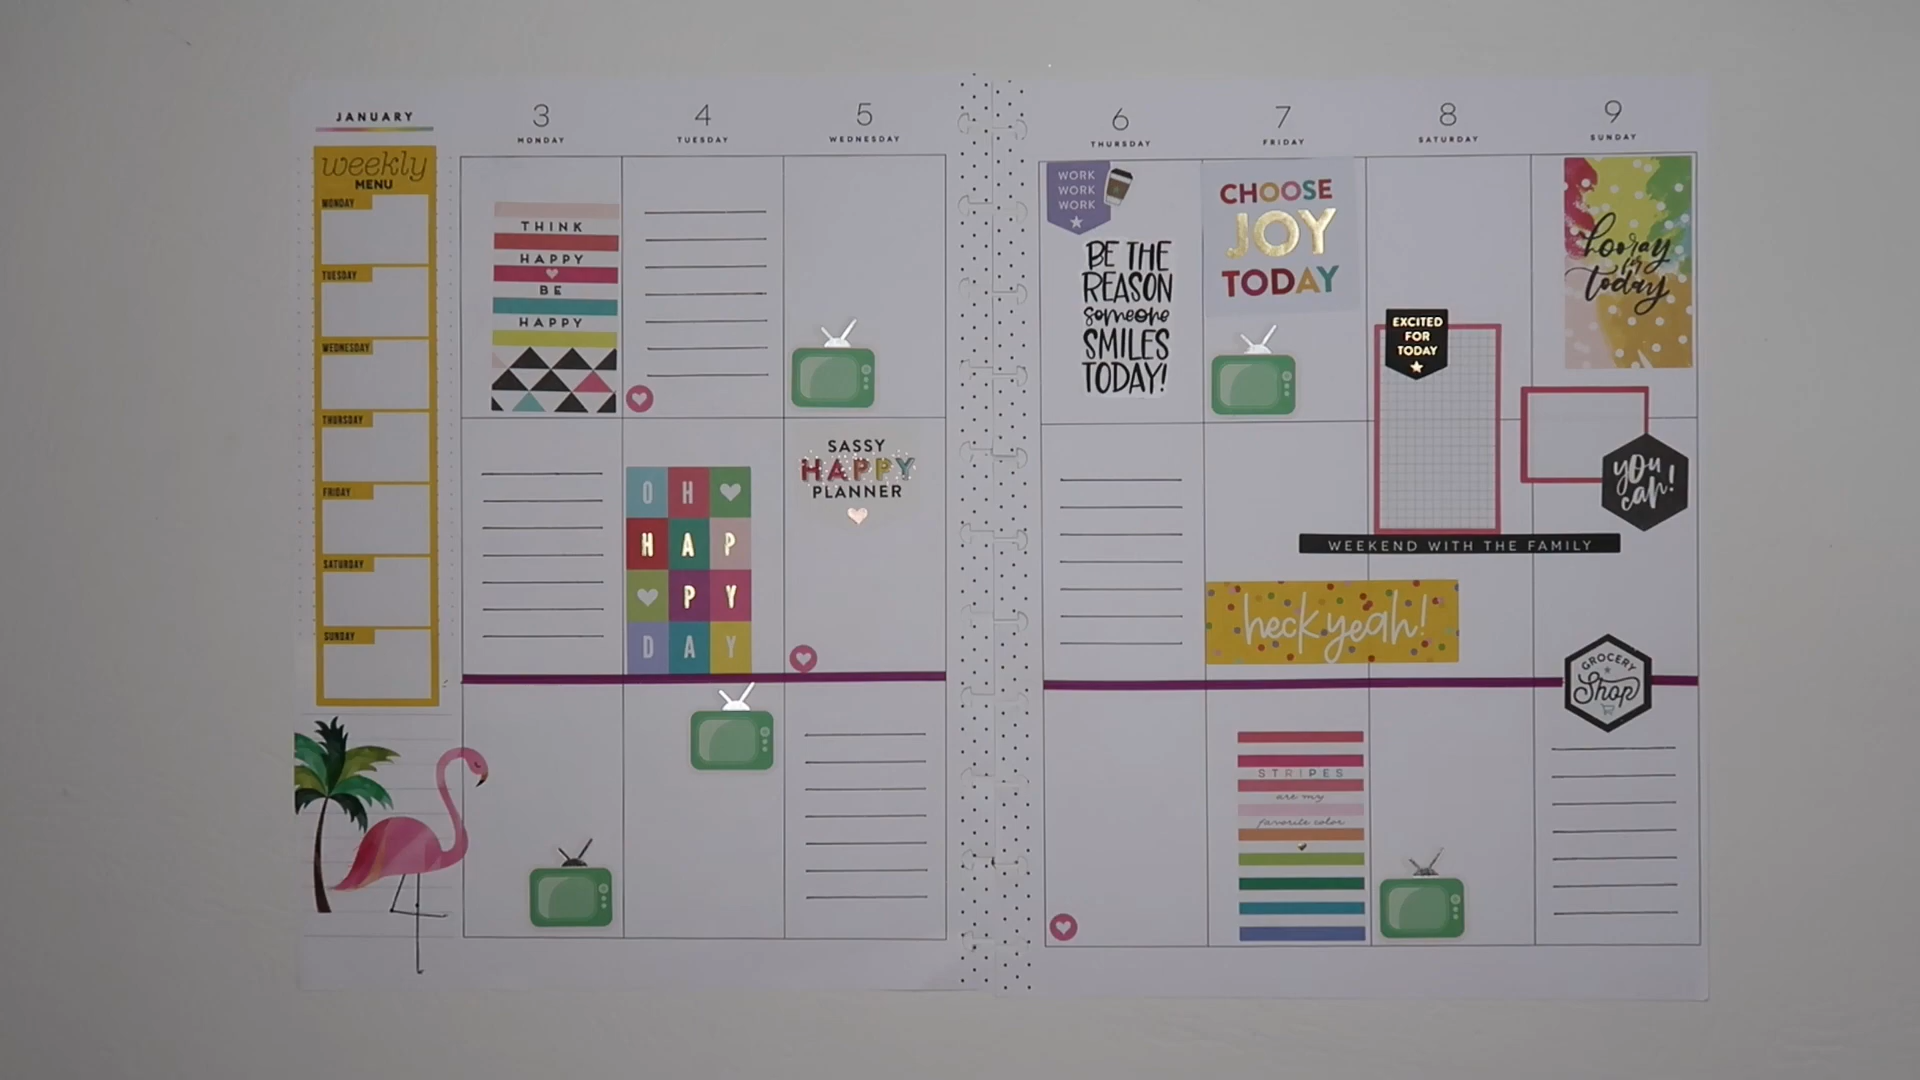 JANUARY
weekly
MENU
MONDAY
TUESDAY
WEDNESDAY
THURSDAY
FRIDAY
SATURDAY
SUNDAY
3
MONDAY
THINK
HAPPY
BE
HAPPY
4
TUESDAY
OH
HAP
PY
DAY
5
WEDNESDAY
SASSY
HAPPY
PLANNER
6
THURSDAY
WORK
WORK
WORK
BE THE
REASON
someone
SMILES
TODAY!
7
FRIDAY
CHOOSE
JOY
TODAY
8
SATURDAY
EXCITED
FOR
TODAY
9
SUNDAY
hooray
for
today
you
can!
WEEKEND WITH THE FAMILY
heck yeah!
GROCERY
Shop
STRIPES
are my
favorite color